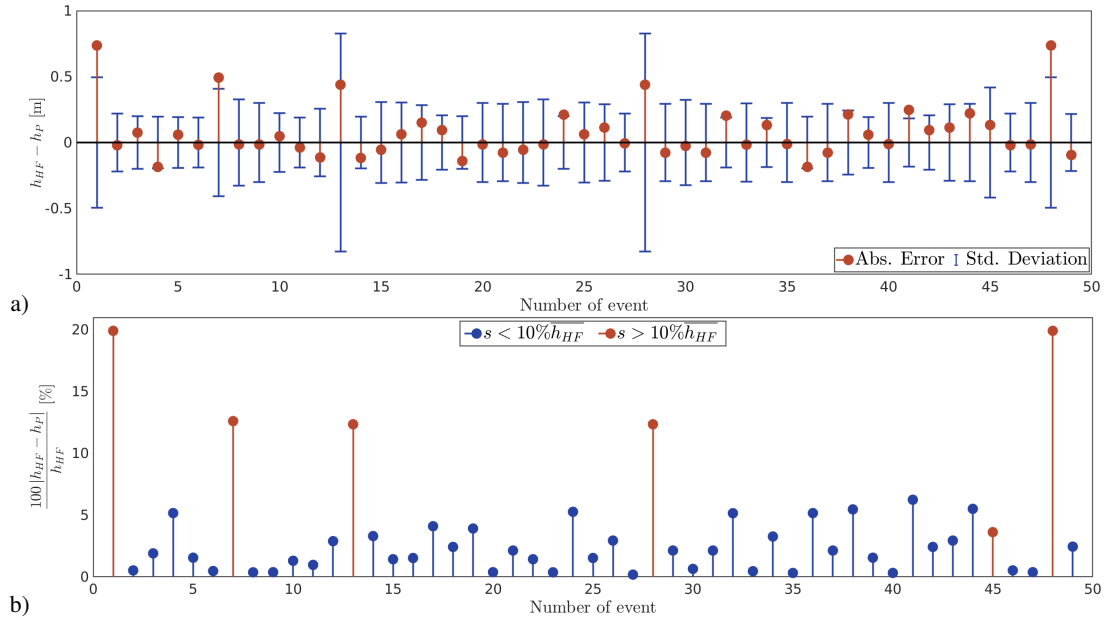 1
0.5
0
-0.5
-1
h_{HF} − h_P [m]
0 5 10 15 20 25 30 35 40 45 50
Abs. Error Std. Deviation
Number of event
a)
20
15
10
5
0
100 |h_{HF} − h_P| / h_{HF} [%]
s < 10%\overline{h_{HF}} s > 10%\overline{h_{HF}}
0 5 10 15 20 25 30 35 40 45 50
Number of event
b)